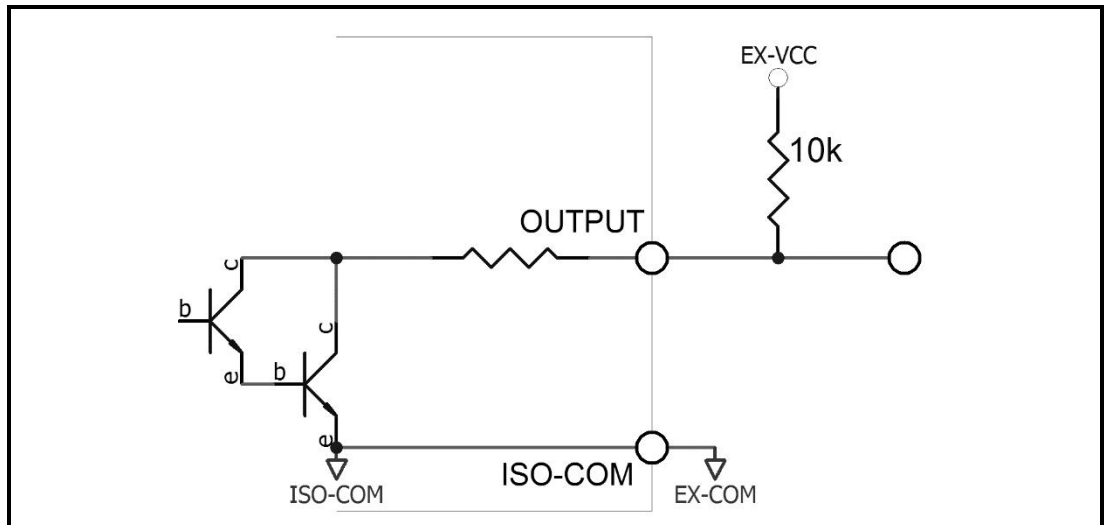 EX-VCC
10k
OUTPUT
c
b
c
e
b
e
ISO-COM
ISO-COM
EX-COM